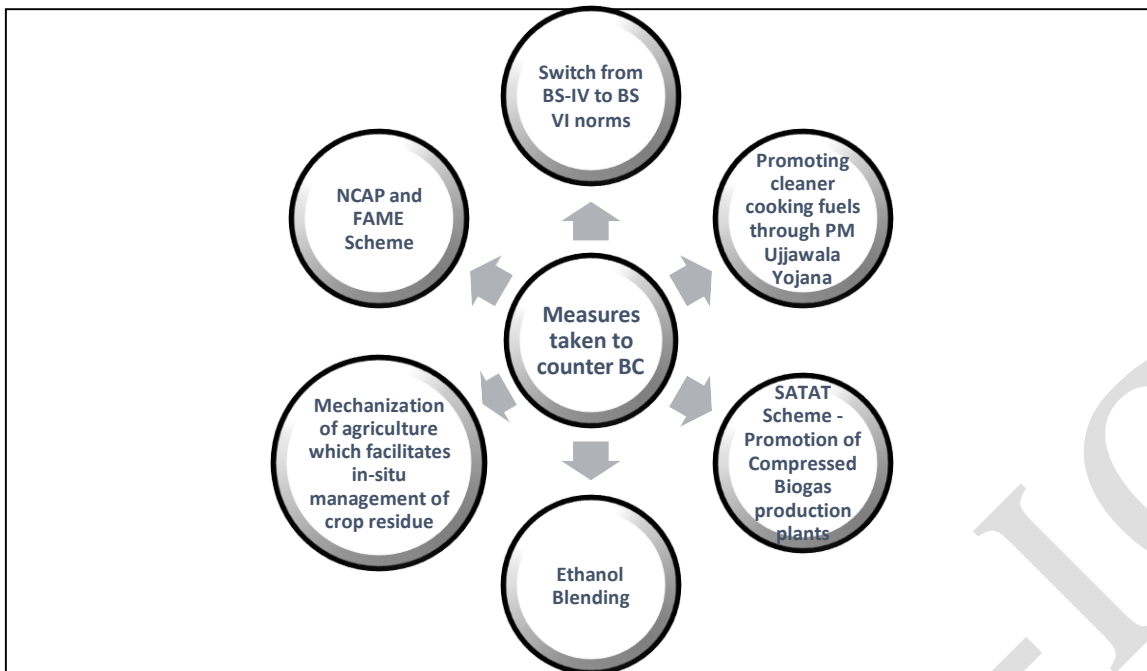 Switch from
BS-IV to BS
VI norms
NCAP and
FAME
Scheme
Promoting
cleaner
cooking fuels
through PM
Ujjawala
Yojana
Measures
taken to
counter BC
Mechanization
of agriculture
which facilitates
in-situ
management of
crop residue
SATAT
Scheme -
Promotion of
Compressed
Biogas
production
plants
Ethanol
Blending